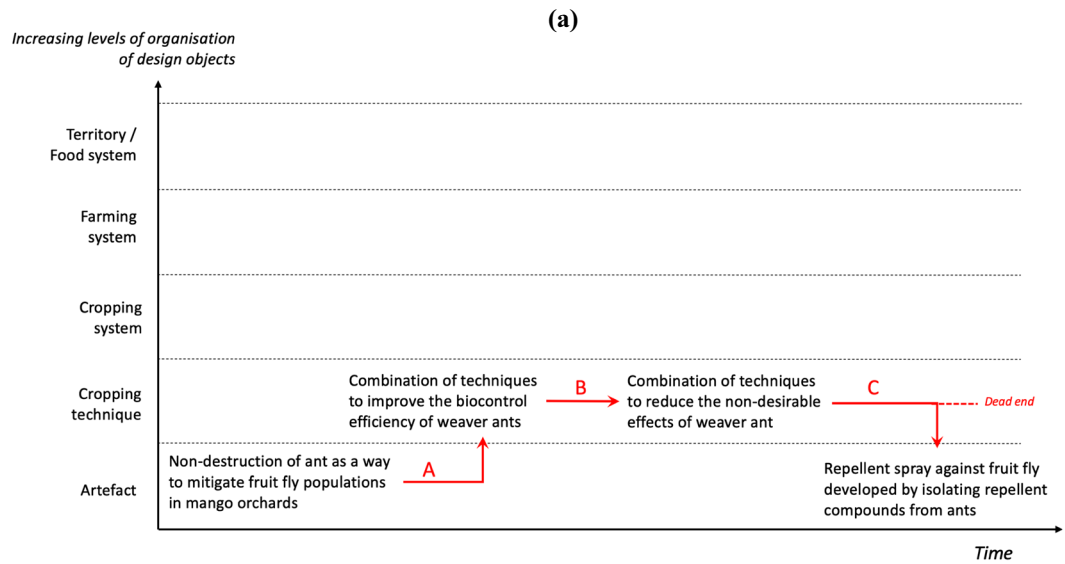 (a)
Increasing levels of organisation
of design objects
Territory /
Food system
Farming
system
Cropping
system
Cropping
technique
Combination of techniques
to improve the biocontrol
efficiency of weaver ants
B
Combination of techniques
to reduce the non-desirable
effects of weaver ant
C
Dead end
Artefact
Non-destruction of ant as a way
to mitigate fruit fly populations
in mango orchards
A
Repellent spray against fruit fly
developed by isolating repellent
compounds from ants
Time